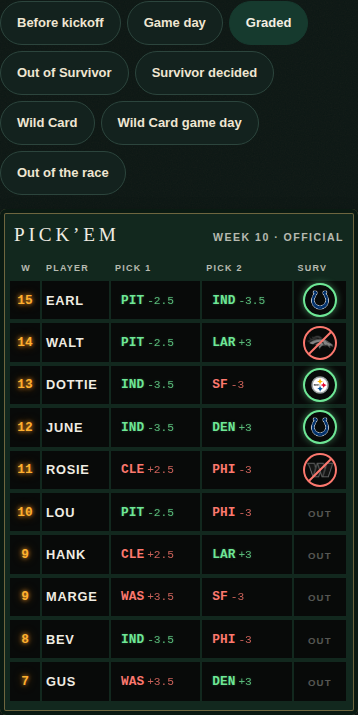 Before kickoff
Game day
Graded
Out of Survivor
Survivor decided
Wild Card
Wild Card game day
Out of the race
PICK’EM WEEK 10 · OFFICIAL
W PLAYER PICK 1 PICK 2 SURV
15 EARL PIT -2.5 IND -3.5
14 WALT PIT -2.5 LAR +3
13 DOTTIE IND -3.5 SF -3
12 JUNE IND -3.5 DEN +3
11 ROSIE CLE +2.5 PHI -3
10 LOU PIT -2.5 PHI -3 OUT
9 HANK CLE +2.5 LAR +3 OUT
9 MARGE WAS +3.5 SF -3 OUT
8 BEV IND -3.5 PHI -3 OUT
7 GUS WAS +3.5 DEN +3 OUT